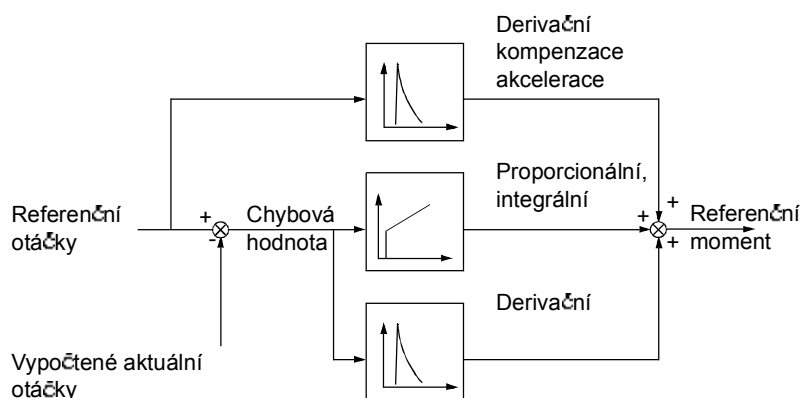 Derivační
kompenzace
akcelerace
Proporcionální,
integrální
+
+
+
Referenční
otáčky
+
-
Chybová
hodnota
Referenční
moment
Derivační
Vypočtené aktuální
otáčky